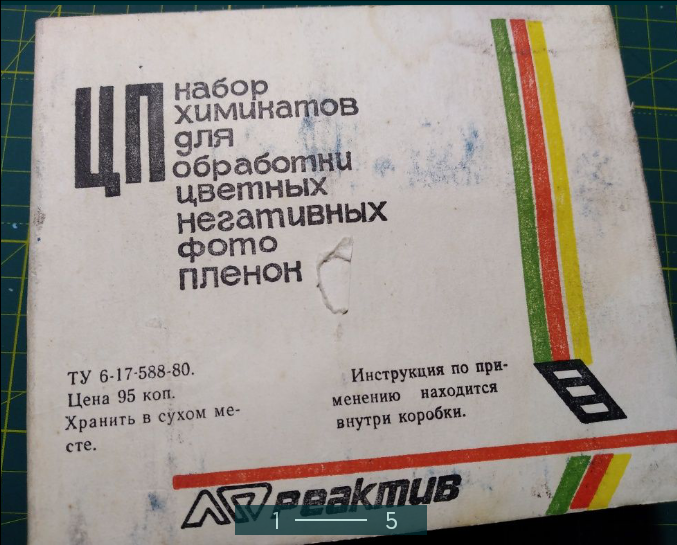 ЦП
набор
химикатов
для
обработки
цветных
негативных
фото
пленок
ТУ 6-17-588-80.
Цена 95 коп.
Хранить в сухом ме-
сте.
Инструкция по при-
менению находится
внутри коробки.
реактив
1 5